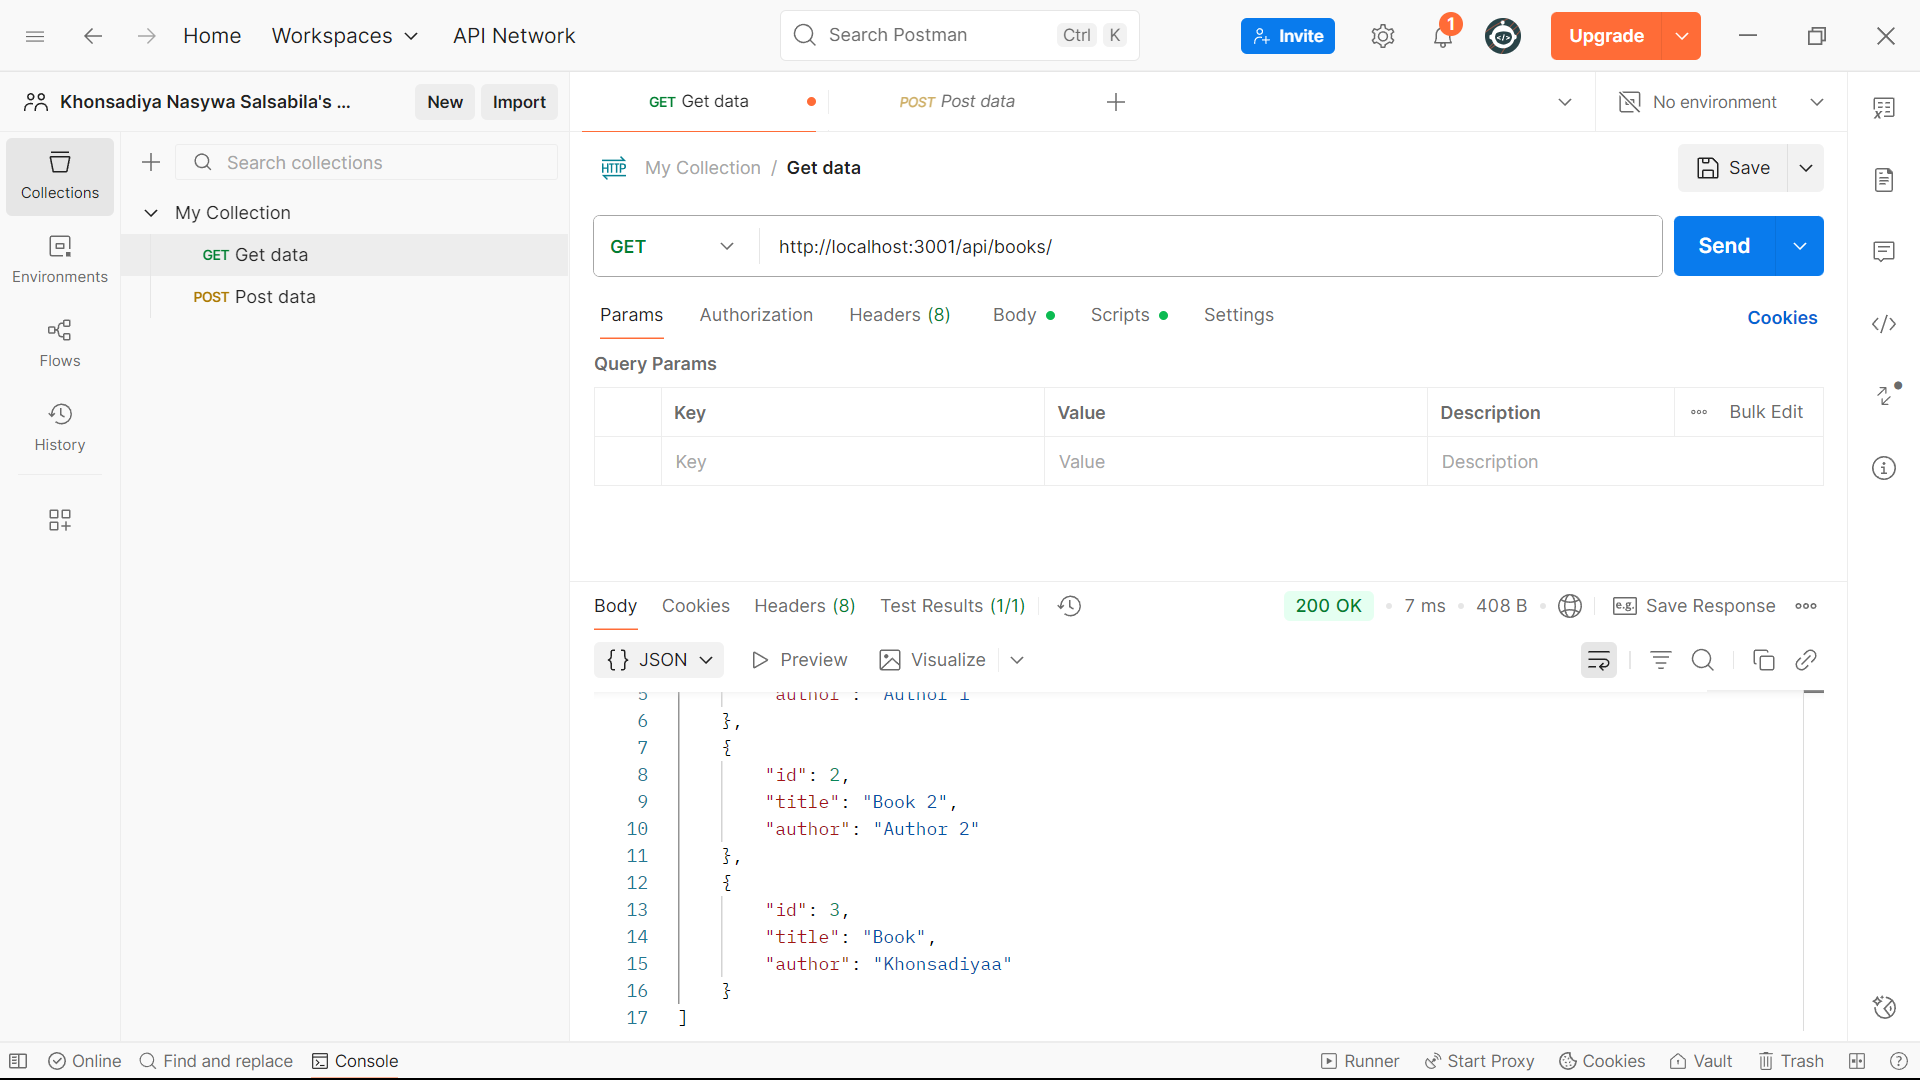 Home Workspaces API Network Search Postman Ctrl K Invite 1 Upgrade
Khonsadiya Nasywa Salsabila's ... New Import GET Get data POST Post data No environment
Collections
Search collections
HTTP My Collection / Get data Save
My Collection
GET Get data
POST Post data
Environments
Flows
History
GET http://localhost:3001/api/books/ Send
Params Authorization Headers (8) Body Scripts Settings Cookies
Query Params
Key Value Description Bulk Edit
Key Value Description
Body Cookies Headers (8) Test Results (1/1) 200 OK 7 ms 408 B e.g. Save Response
{} JSON Preview Visualize
5 "author": "Author 1"
6 },
7 {
8 "id": 2,
9 "title": "Book 2",
10 "author": "Author 2"
11 },
12 {
13 "id": 3,
14 "title": "Book",
15 "author": "Khonsadiyaa"
16 }
17 ]
Online Find and replace Console Runner Start Proxy Cookies Vault Trash